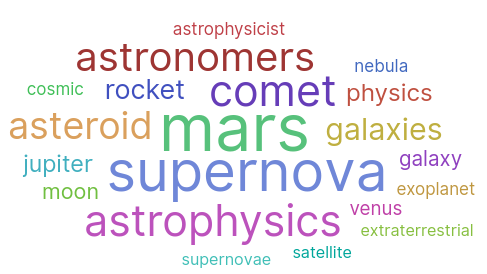 astrophysicist
astronomers
nebula
cosmic
rocket
comet
physics
asteroid
mars
galaxies
jupiter
supernova
galaxy
moon
exoplanet
astrophysics
venus
extraterrestrial
supernovae
satellite